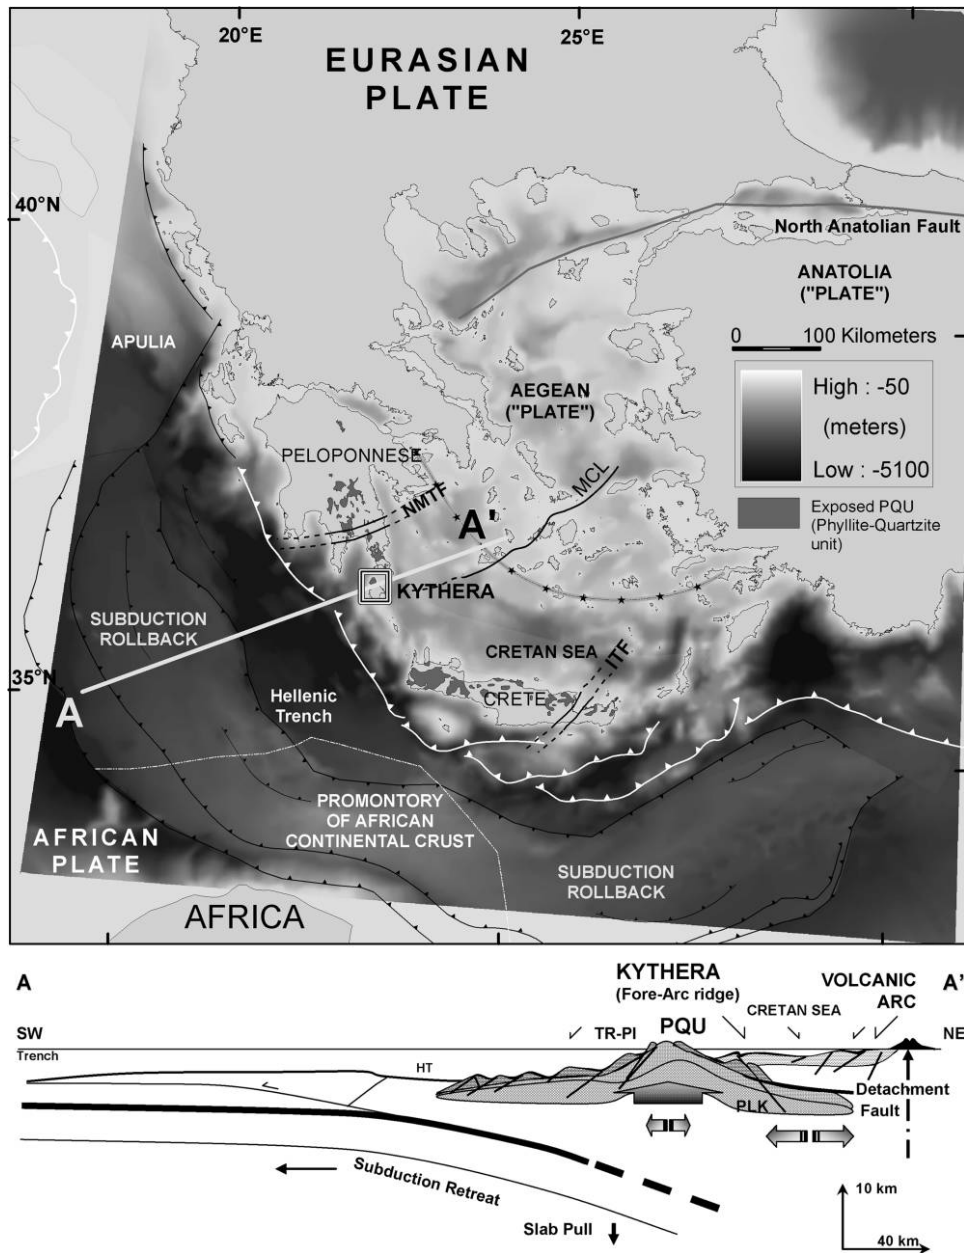 20°E
25°E
EURASIAN
PLATE
40°N
North Anatolian Fault
ANATOLIA
("PLATE")
0 100 Kilometers
APULIA
High : -50
(meters)
Low : -5100
AEGEAN
("PLATE")
PELOPONNESE
MCL
NMTF
Exposed PQU
(Phyllite-Quartzite
unit)
A'
KYTHERA
SUBDUCTION
ROLLBACK
CRETAN SEA
ITF
35°N
A
Hellenic
Trench
CRETE
PROMONTORY
OF AFRICAN
CONTINENTAL CRUST
AFRICAN
PLATE
SUBDUCTION
ROLLBACK
AFRICA
A
KYTHERA
(Fore-Arc ridge)
VOLCANIC
ARC
A'
CRETAN SEA
SW
TR-PI
PQU
NE
Trench
HT
Detachment
Fault
PLK
Subduction Retreat
Slab Pull
10 km
40 km